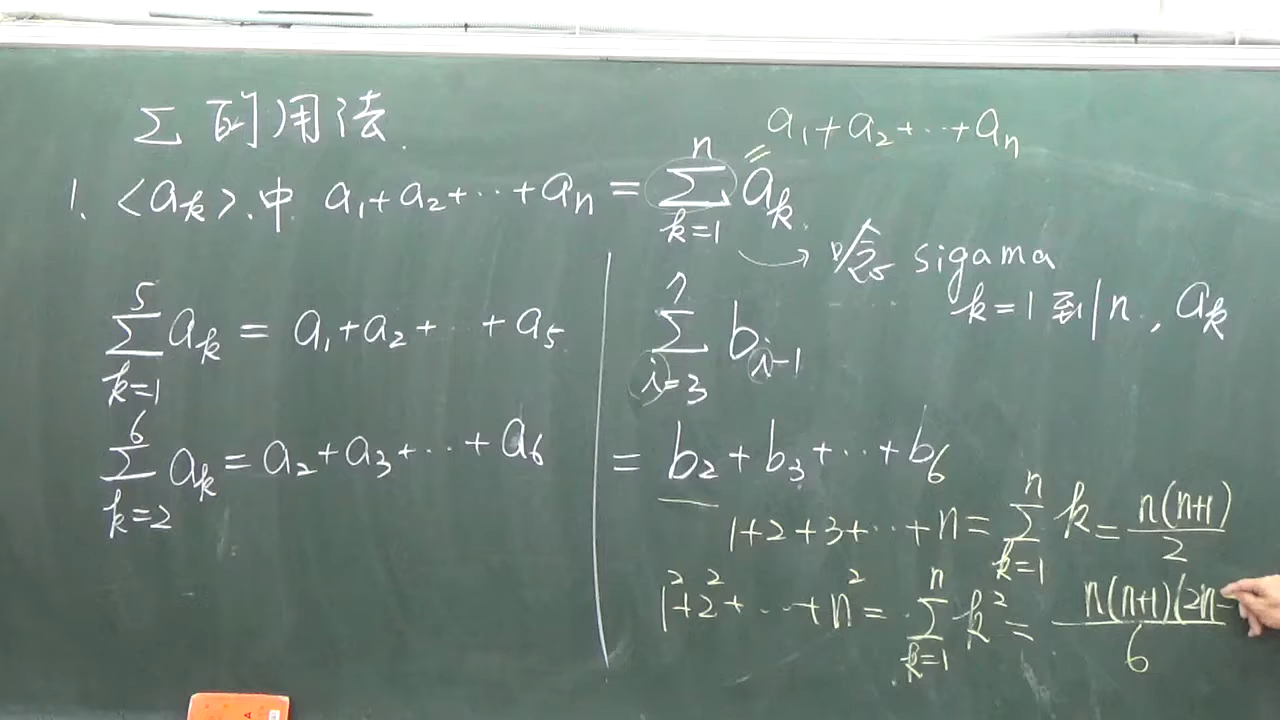 Σ 的用法.
1. <aₖ>中 a₁+a₂+⋯+aₙ = Σₖ₌₁ⁿ aₖ
a₁+a₂+⋯+aₙ
→ 唸 sigama
k=1 到 n, aₖ
Σₖ₌₁⁵ aₖ = a₁+a₂+⋯+a₅
Σₖ₌₂⁶ aₖ = a₂+a₃+⋯+a₆
Σᵢ₌₃⁷ bᵢ₋₁
= b₂+b₃+⋯+b₆
1+2+3+⋯+n = Σₖ₌₁ⁿ k = n(n+1)/2
1²+2²+⋯+n² = Σₖ₌₁ⁿ k² = n(n+1)(2n /6